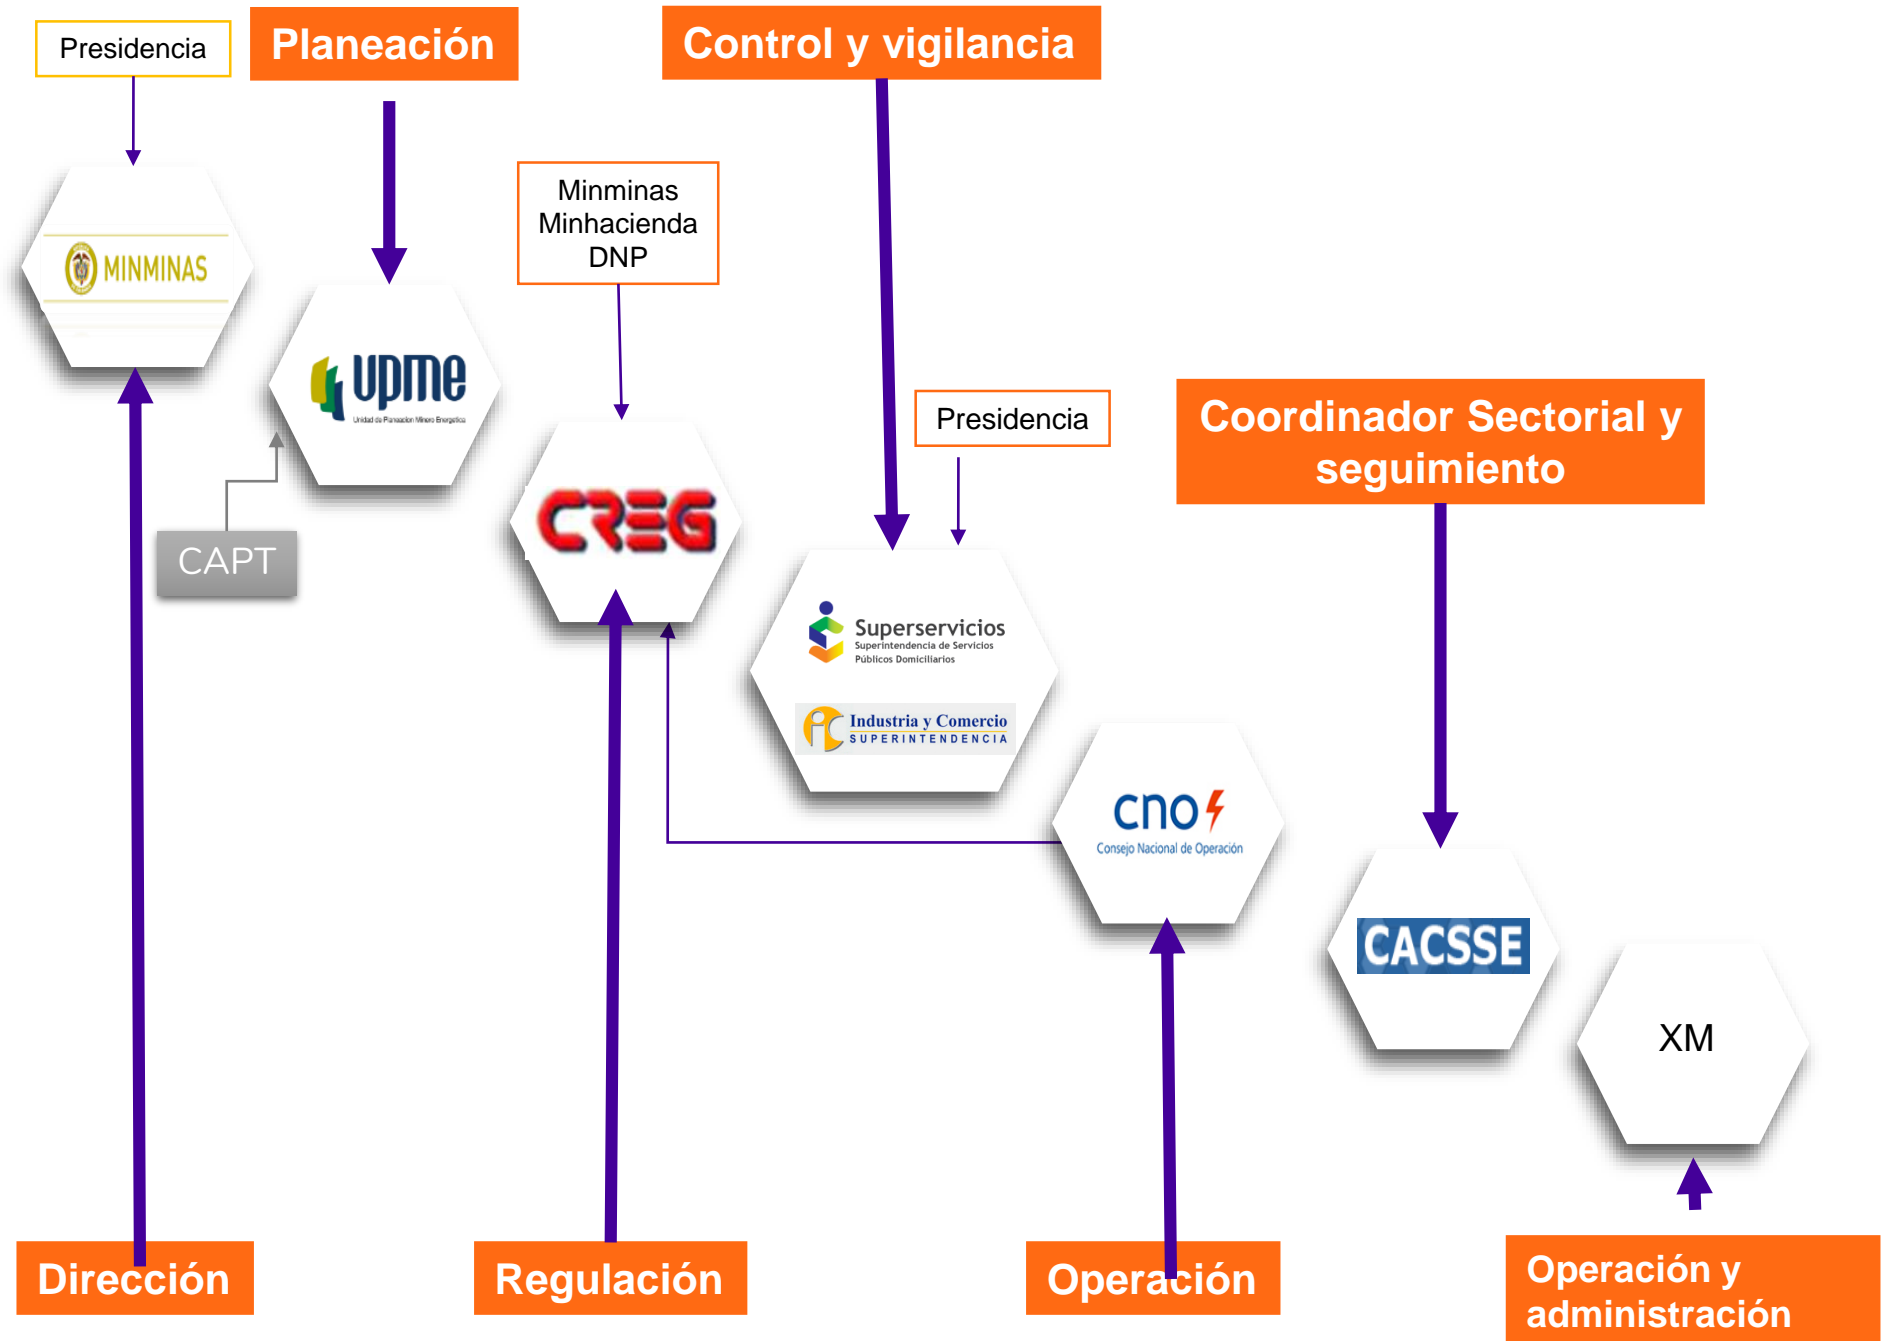 Presidencia
Planeación
Control y vigilancia
Minminas
Minhacienda
DNP
MINMINAS
upme
Unidad de Planeacion Minero Energetica
Presidencia
Coordinador Sectorial y
seguimiento
CREG
CAPT
Superservicios
Superintendencia de Servicios
Públicos Domiciliarios
Industria y Comercio
SUPERINTENDENCIA
cno
Consejo Nacional de Operación
CACSSE
XM
Dirección
Regulación
Operación
Operación y
administración